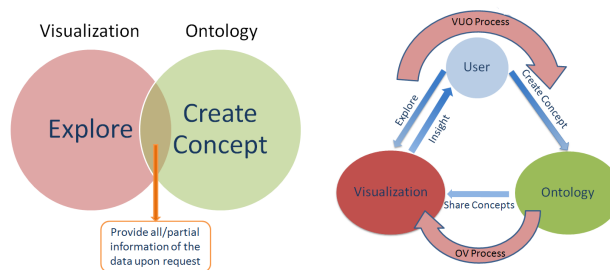 Visualization
Ontology
Explore
Create
Concept
Provide all/partial
information of the
data upon request
VUO Process
User
Explore
Insight
Create Concept
Visualization
Ontology
Share Concepts
OV Process